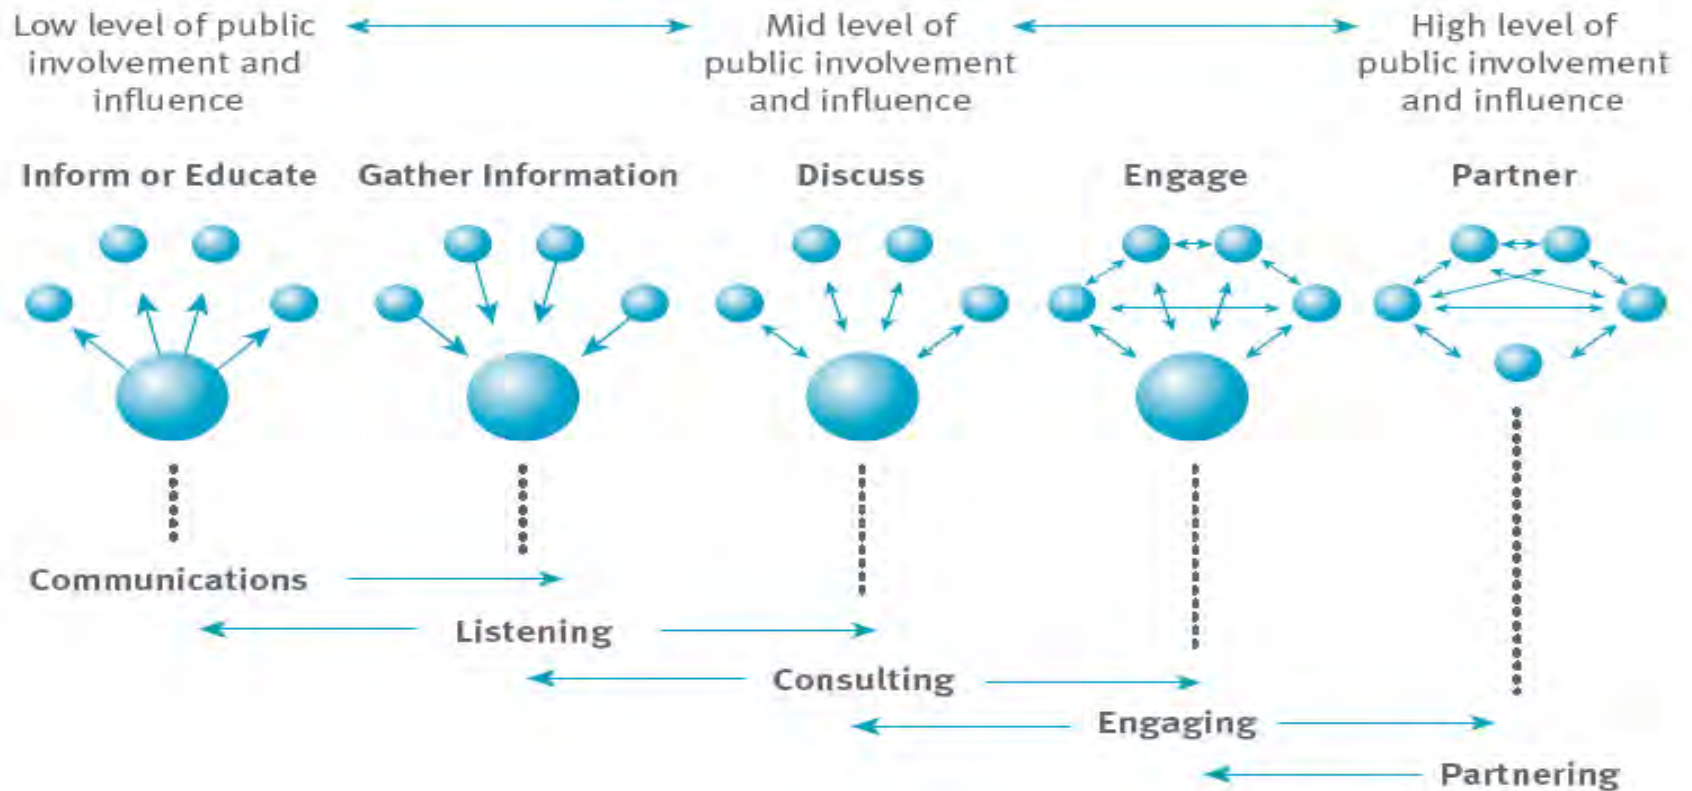 Low level of public
involvement and
influence
Mid level of
public involvement
and influence
High level of
public involvement
and influence
Inform or Educate
Gather Information
Discuss
Engage
Partner
Communications
Listening
Consulting
Engaging
Partnering